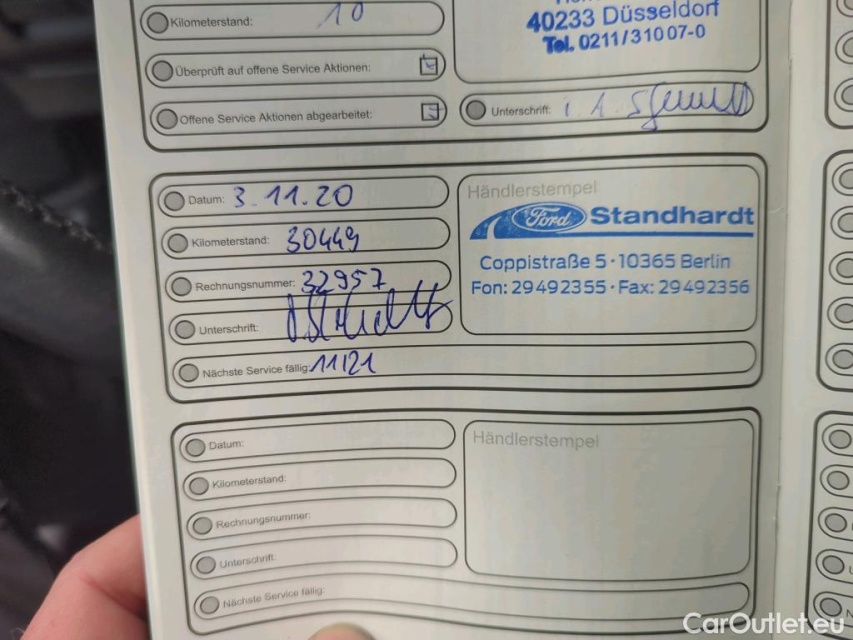 Kilometerstand: 10
40233 Düsseldorf
Tel. 0211/31007-0
Überprüft auf offene Service Aktionen:
Offene Service Aktionen abgearbeitet:
Unterschrift: i. A.
Datum: 3.11.20
Händlerstempel
Ford Standhardt
Kilometerstand: 30449
Coppistraße 5 · 10365 Berlin
Rechnungsnummer: 32957
Fon: 29492355 · Fax: 29492356
Unterschrift:
Nächste Service fällig: 11/21
Datum:
Händlerstempel
Kilometerstand:
Rechnungsnummer:
Unterschrift:
Nächste Service fällig:
CarOutlet.eu